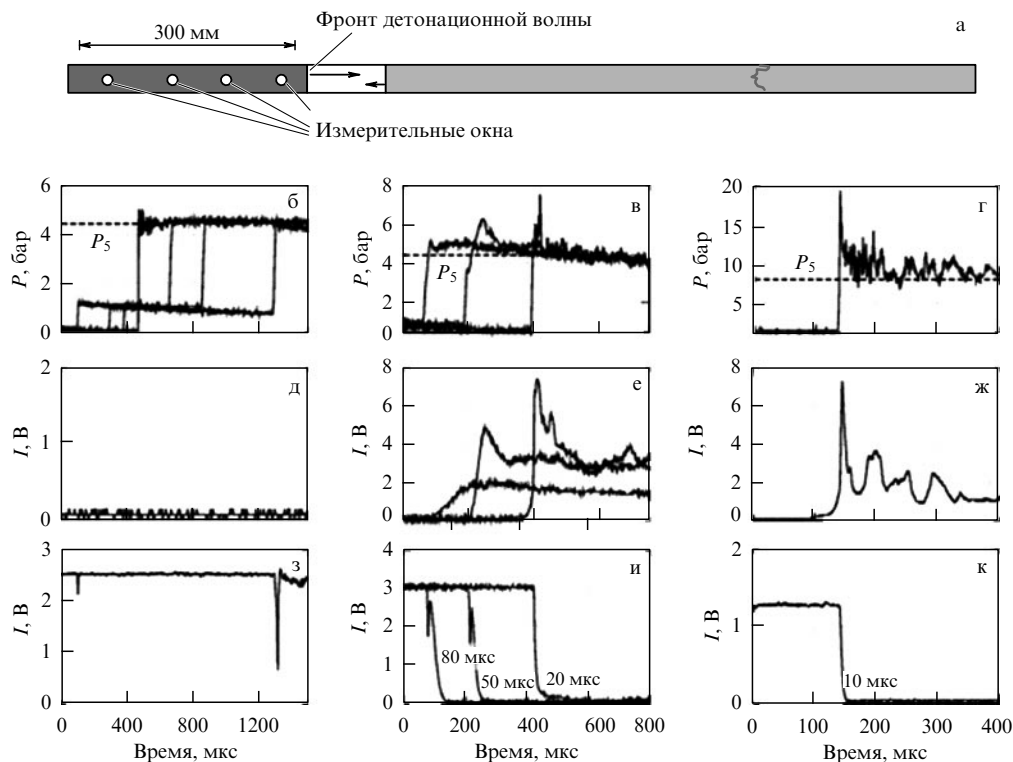 Фронт детонационной волны
а
300 мм
Измерительные окна
б
P, бар
6
4
2
0
P₅
в
P, бар
8
6
4
2
0
P₅
г
P, бар
20
15
10
5
P₅
д
I, В
2
1
0
е
I, В
8
6
4
2
0
ж
I, В
8
6
4
2
0
з
I, В
3
2
1
0
0 400 800 1200
Время, мкс
и
I, В
4
3
2
1
0
80 мкс
50 мкс
20 мкс
0 200 400 600 800
Время, мкс
к
I, В
2
1
0
10 мкс
0 100 200 300 400
Время, мкс